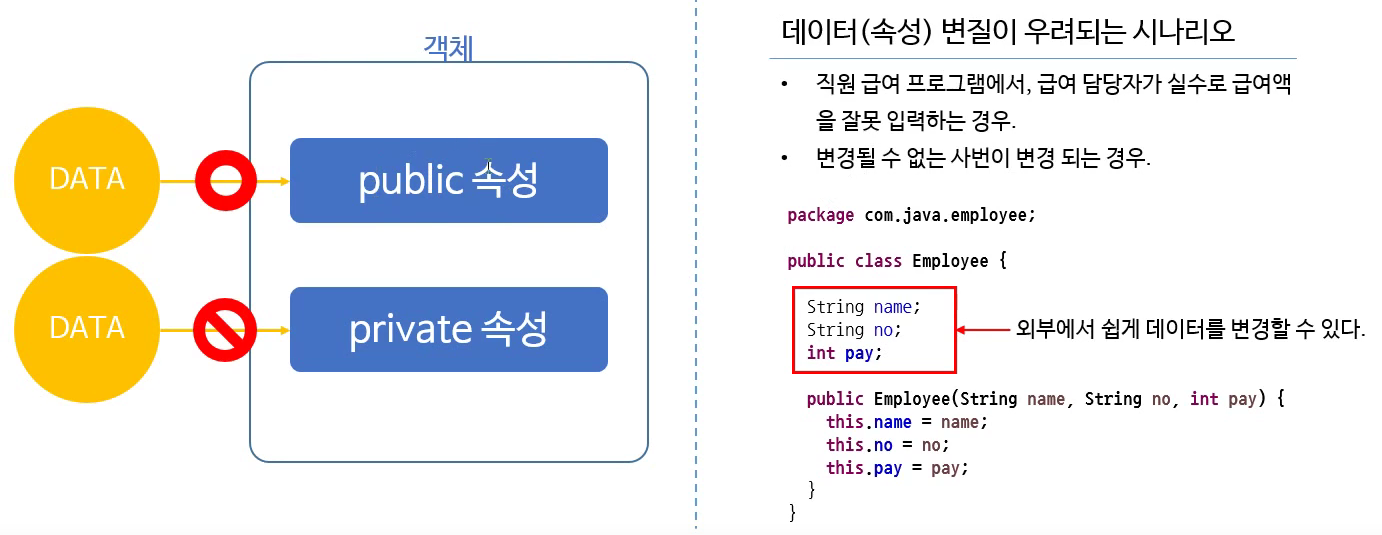 객체
DATA
public 속성
DATA
private 속성
데이터(속성) 변질이 우려되는 시나리오
• 직원 급여 프로그램에서, 급여 담당자가 실수로 급여액
을 잘못 입력하는 경우.
• 변경될 수 없는 사번이 변경 되는 경우.
package com.java.employee;
public class Employee {
String name;
String no;
int pay;
외부에서 쉽게 데이터를 변경할 수 있다.
public Employee(String name, String no, int pay) {
this.name = name;
this.no = no;
this.pay = pay;
}
}